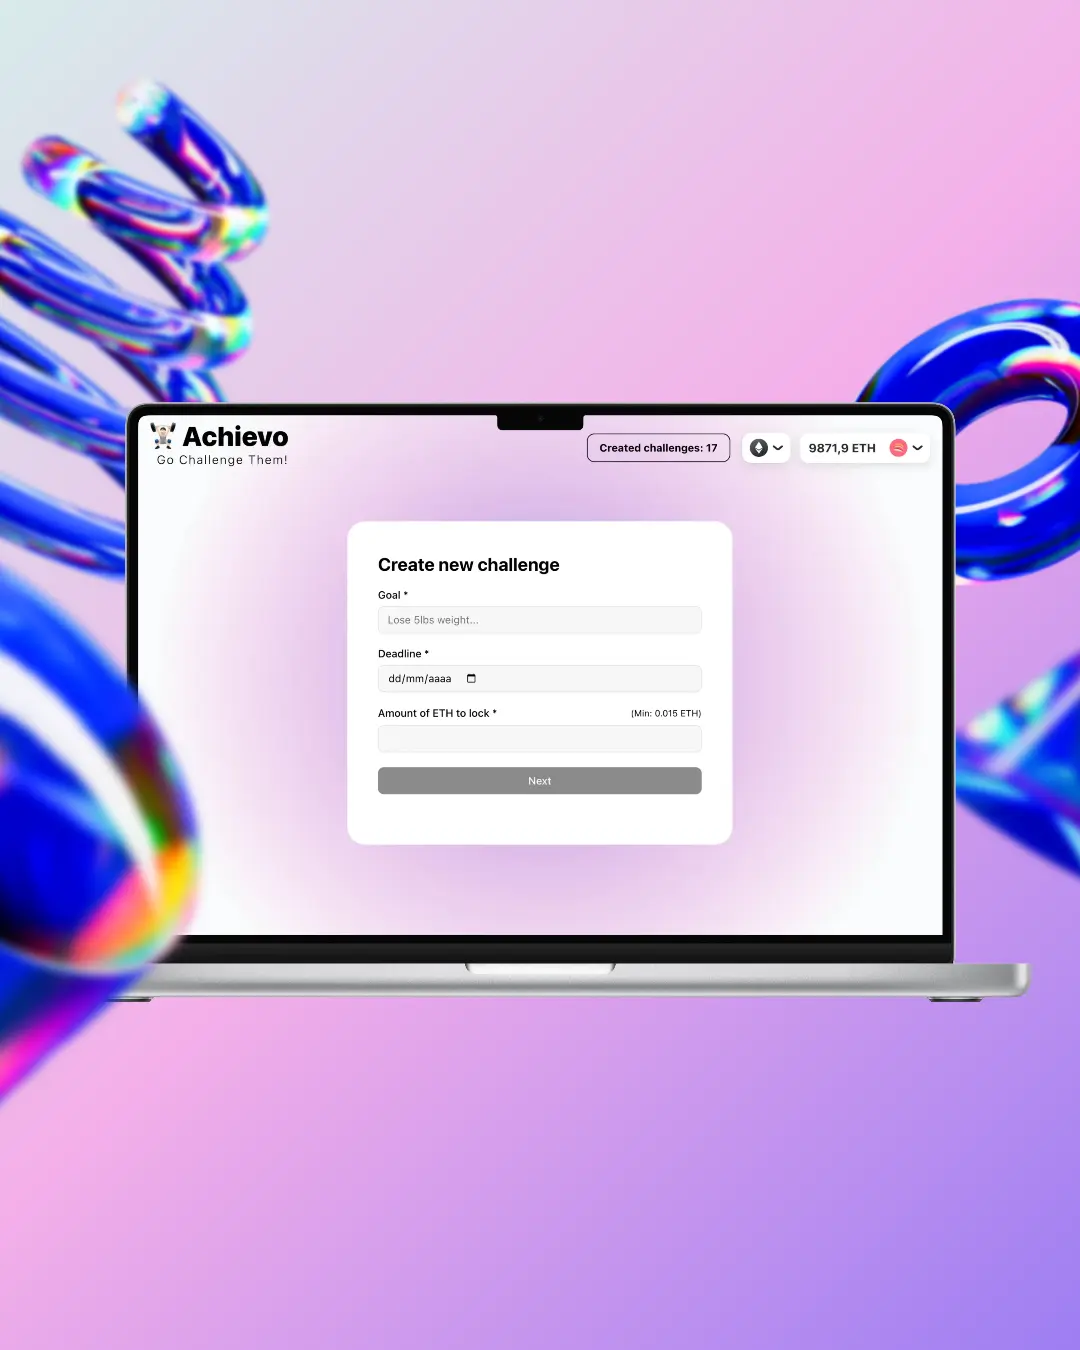 Achievo
Go Challenge Them!
Created challenges: 17
9871,9 ETH
Create new challenge
Goal *
Lose 5lbs weight...
Deadline *
dd/mm/aaaa
Amount of ETH to lock *
(Min: 0.015 ETH)
Next